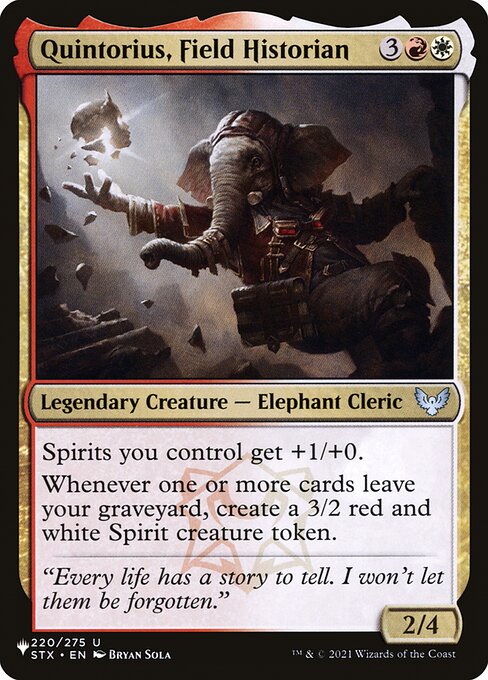 Quintorius, Field Historian 3
Legendary Creature — Elephant Cleric
Spirits you control get +1/+0.
Whenever one or more cards leave
your graveyard, create a 3/2 red and
white Spirit creature token.
“Every life has a story to tell. I won’t let
them be forgotten.”
2/4
220/275 U
STX • EN Bryan Sola
™ & © 2021 Wizards of the Coast